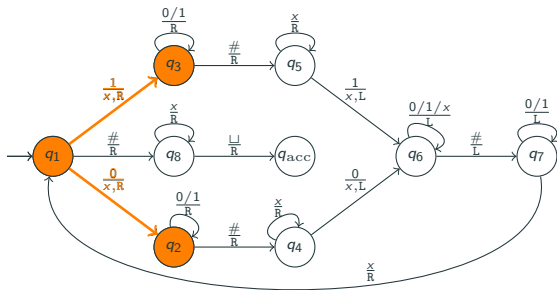 0/1
R
x
R
q3
#
R
q5
1
x,R
1
x,L
x
R
0/1/x
L
0/1
L
q1
#
R
q8
⊔
R
qacc
q6
#
L
q7
0
x,R
0/1
R
x
R
0
x,L
q2
#
R
q4
x
R